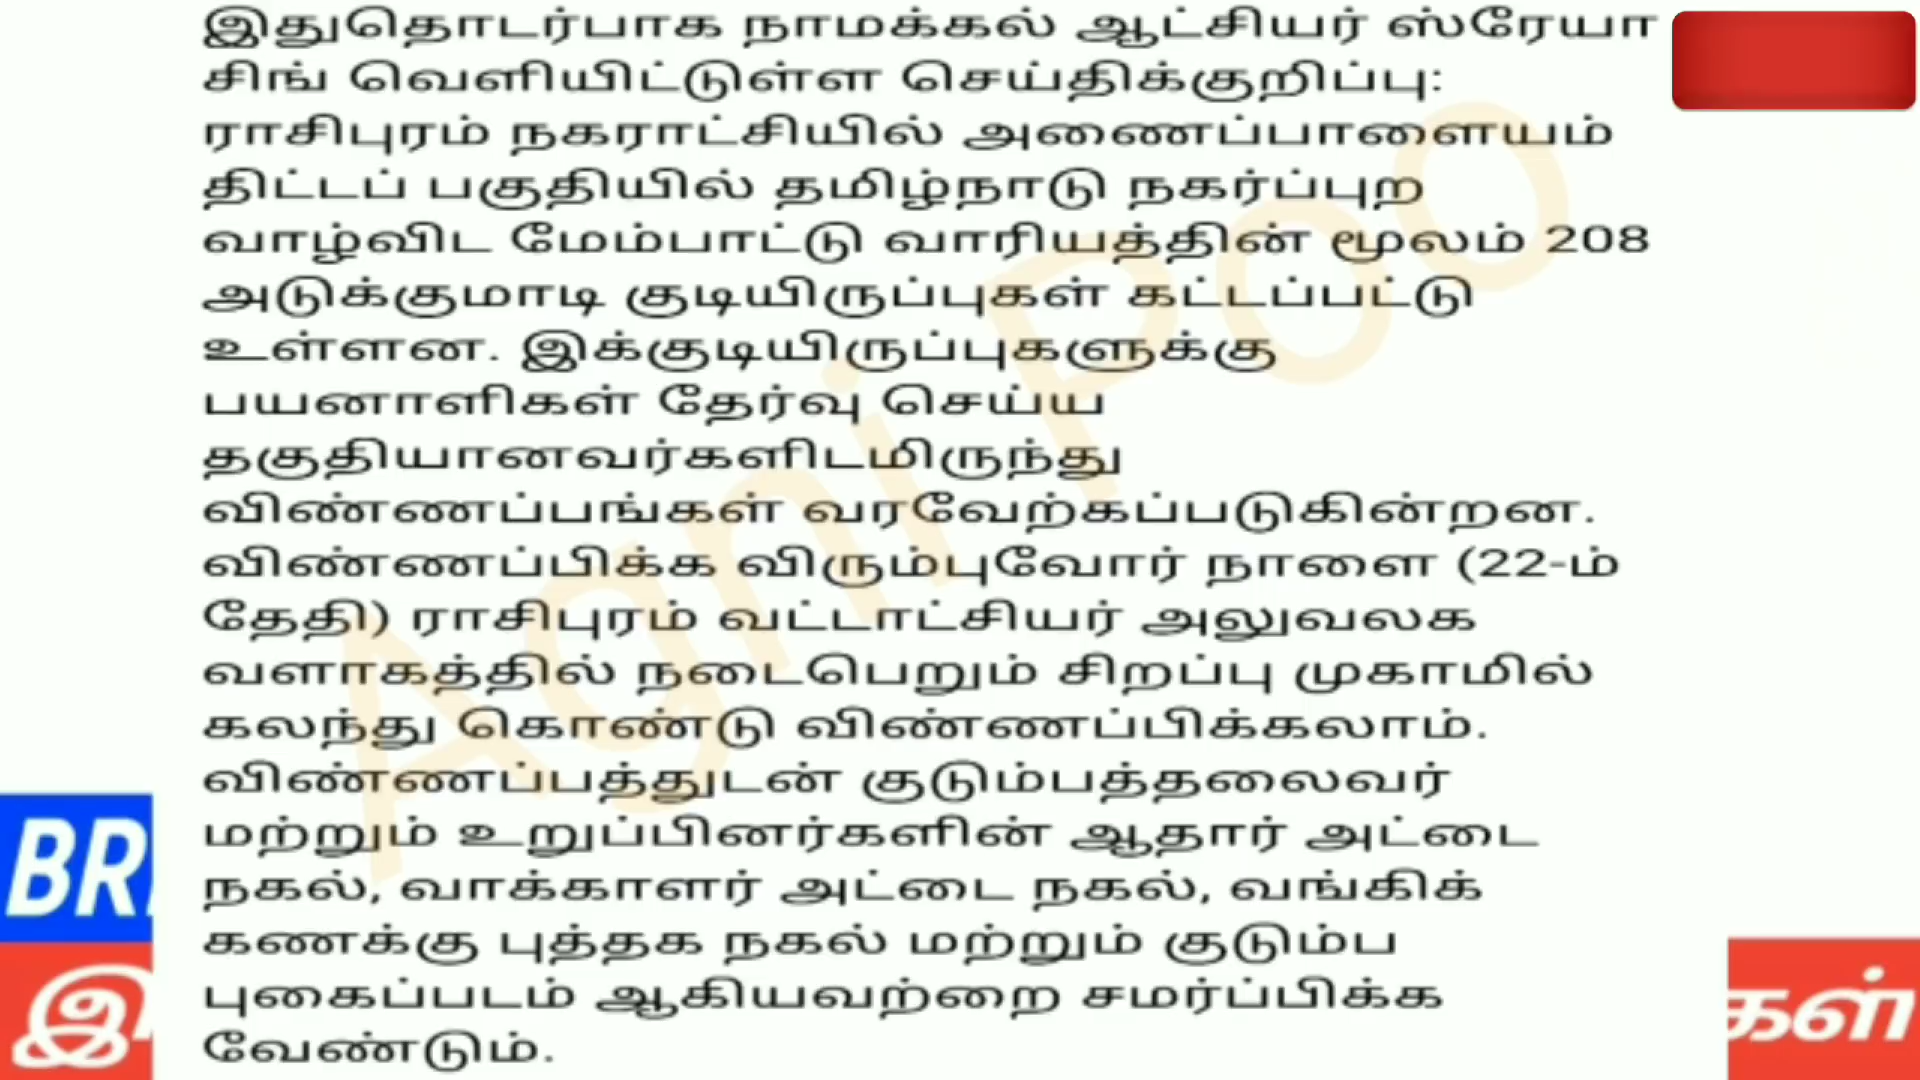 இதுதொடர்பாக நாமக்கல் ஆட்சியர் ஸ்ரேயா
சிங் வெளியிட்டுள்ள செய்திக்குறிப்பு:
ராசிபுரம் நகராட்சியில் அணைப்பாளையம்
திட்டப் பகுதியில் தமிழ்நாடு நகர்ப்புற
வாழ்விட மேம்பாட்டு வாரியத்தின் மூலம் 208
அடுக்குமாடி குடியிருப்புகள் கட்டப்பட்டு
உள்ளன. இக்குடியிருப்புகளுக்கு
பயனாளிகள் தேர்வு செய்ய
தகுதியானவர்களிடமிருந்து
விண்ணப்பங்கள் வரவேற்கப்படுகின்றன.
விண்ணப்பிக்க விரும்புவோர் நாளை (22-ம்
தேதி) ராசிபுரம் வட்டாட்சியர் அலுவலக
வளாகத்தில் நடைபெறும் சிறப்பு முகாமில்
கலந்து கொண்டு விண்ணப்பிக்கலாம்.
விண்ணப்பத்துடன் குடும்பத்தலைவர்
மற்றும் உறுப்பினர்களின் ஆதார் அட்டை
நகல், வாக்காளர் அட்டை நகல், வங்கிக்
கணக்கு புத்தக நகல் மற்றும் குடும்ப
புகைப்படம் ஆகியவற்றை சமர்ப்பிக்க
வேண்டும்.
Agni Poo
BR
இ
கள்